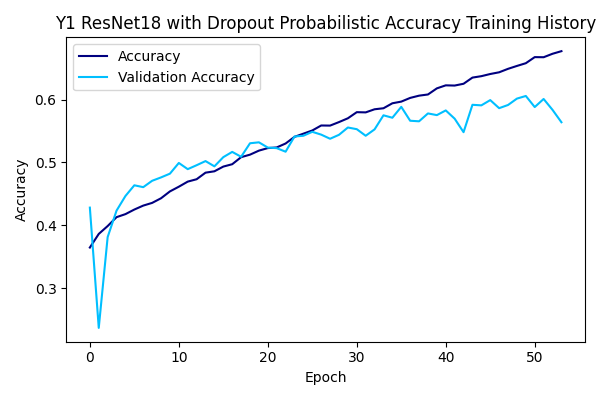 Y1 ResNet18 with Dropout Probabilistic Accuracy Training History
Accuracy
Validation Accuracy
Accuracy
0.6
0.5
0.4
0.3
0 10 20 30 40 50
Epoch